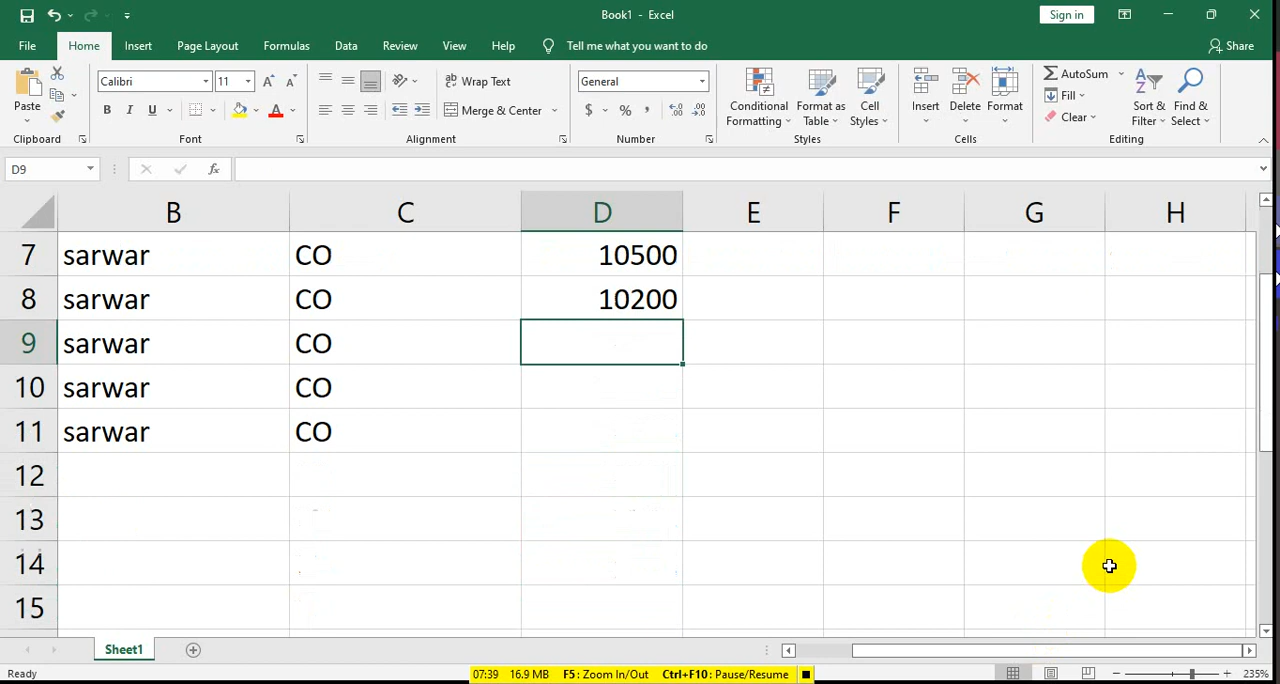 Book1 - Excel
Sign in
File Home Insert Page Layout Formulas Data Review View Help Tell me what you want to do Share
Paste
Calibri 11
B I U A
Wrap Text
Merge & Center
General
$ % ,
Conditional Formatting
Format as Table
Cell Styles
Insert Delete Format
AutoSum
Fill
Clear
Sort & Filter
Find & Select
Clipboard Font Alignment Number Styles Cells Editing
D9 fx
B C D E F G H
7 sarwar CO 10500
8 sarwar CO 10200
9 sarwar CO
10 sarwar CO
11 sarwar CO
12
13
14
15
Sheet1
Ready 07:39 16.9 MB F5: Zoom In/Out Ctrl+F10: Pause/Resume 235%